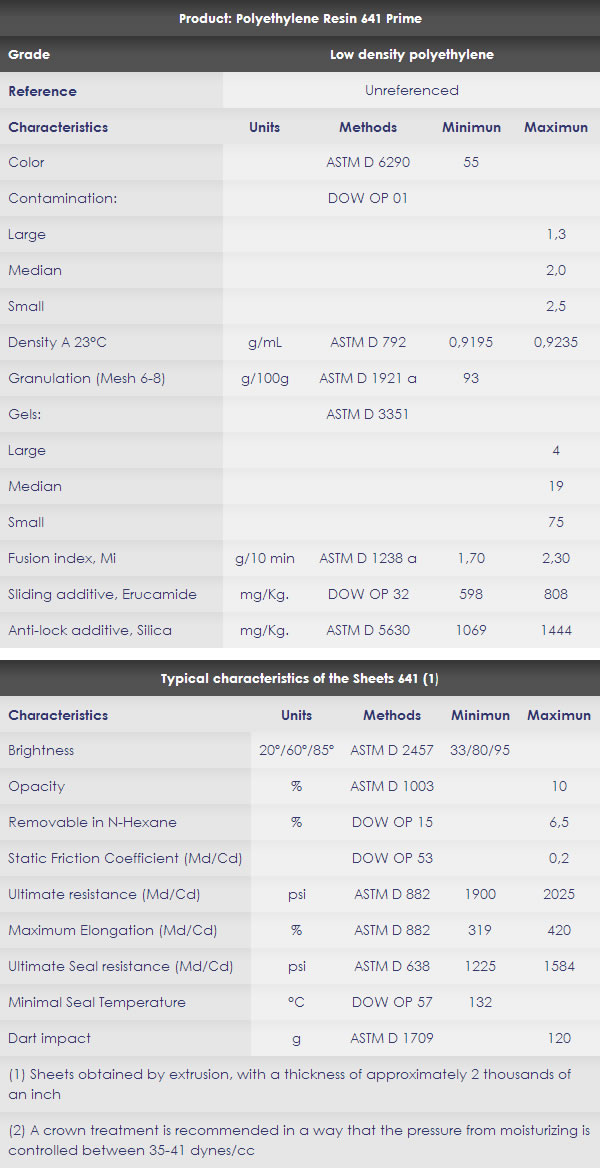 Product: Polyethylene Resin 641 Prime
Grade Low density polyethylene
Reference Unreferenced
Characteristics Units Methods Minimun Maximun
Color ASTM D 6290 55
Contamination: DOW OP 01
Large 1,3
Median 2,0
Small 2,5
Density A 23°C g/mL ASTM D 792 0,9195 0,9235
Granulation (Mesh 6-8) g/100g ASTM D 1921 a 93
Gels: ASTM D 3351
Large 4
Median 19
Small 75
Fusion index, Mi g/10 min ASTM D 1238 a 1,70 2,30
Sliding additive, Erucamide mg/Kg. DOW OP 32 598 808
Anti-lock additive, Silica mg/Kg. ASTM D 5630 1069 1444
Typical characteristics of the Sheets 641 (1)
Characteristics Units Methods Minimun Maximun
Brightness 20º/60º/85º ASTM D 2457 33/80/95
Opacity % ASTM D 1003 10
Removable in N-Hexane % DOW OP 15 6,5
Static Friction Coefficient (Md/Cd) DOW OP 53 0,2
Ultimate resistance (Md/Cd) psi ASTM D 882 1900 2025
Maximum Elongation (Md/Cd) % ASTM D 882 319 420
Ultimate Seal resistance (Md/Cd) psi ASTM D 638 1225 1584
Minimal Seal Temperature °C DOW OP 57 132
Dart impact g ASTM D 1709 120
(1) Sheets obtained by extrusion, with a thickness of approximately 2 thousands of
an inch
(2) A crown treatment is recommended in a way that the pressure from moisturizing is
controlled between 35-41 dynes/cc